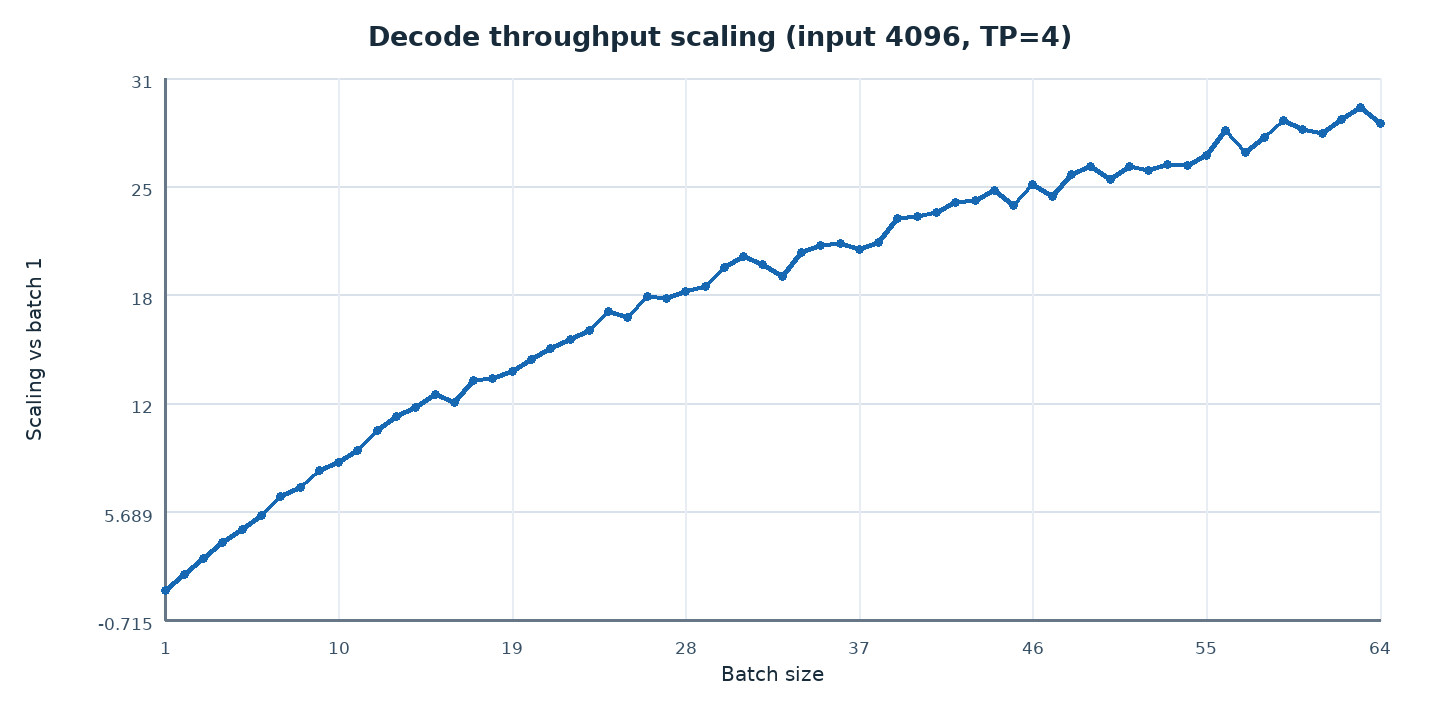 Decode throughput scaling (input 4096, TP=4)
31
25
18
12
5.689
-0.715
Scaling vs batch 1
1 10 19 28 37 46 55 64
Batch size